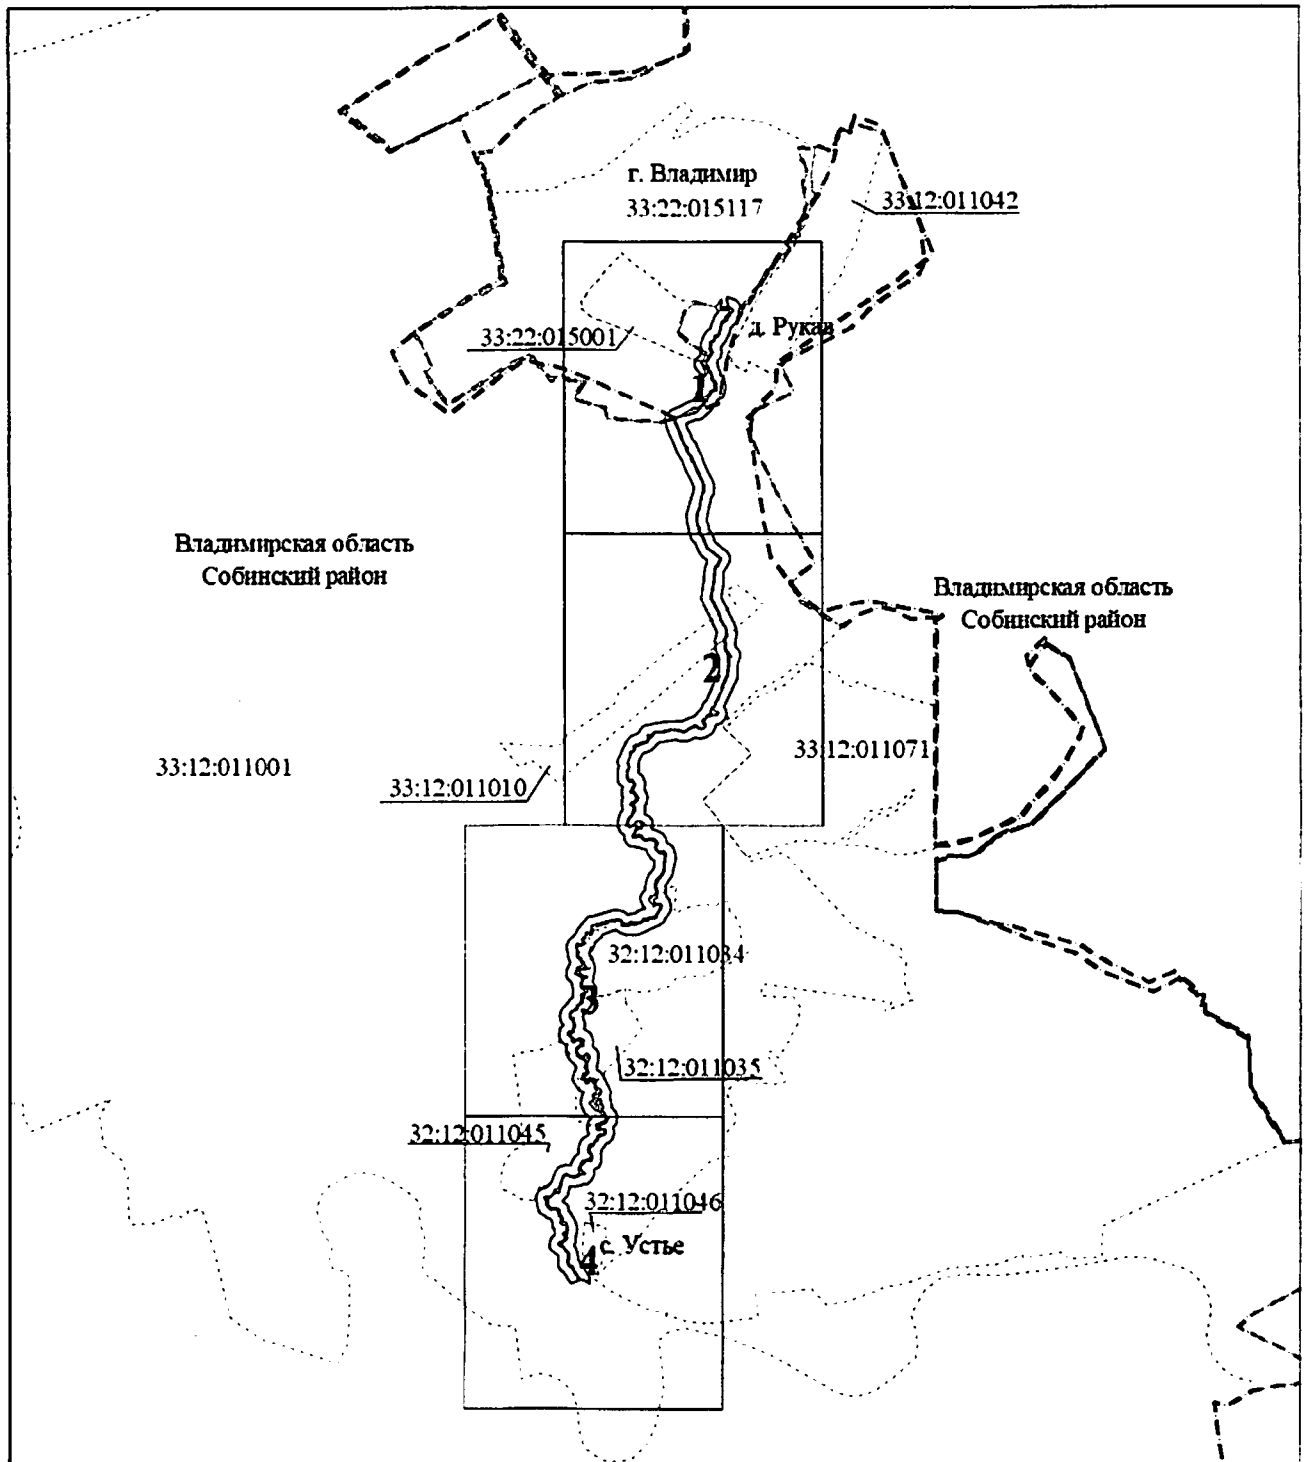 г. Владимир
33:22:015117
33:12:011042
33:22:015001
д. Рукав
1
Владимирская область
Собинский район
Владимирская область
Собинский район
2
33:12:011001
33:12:011010
33:12:011071
32:12:011034
3
32:12:011035
32:12:011045
32:12:011046
4
с. Устье